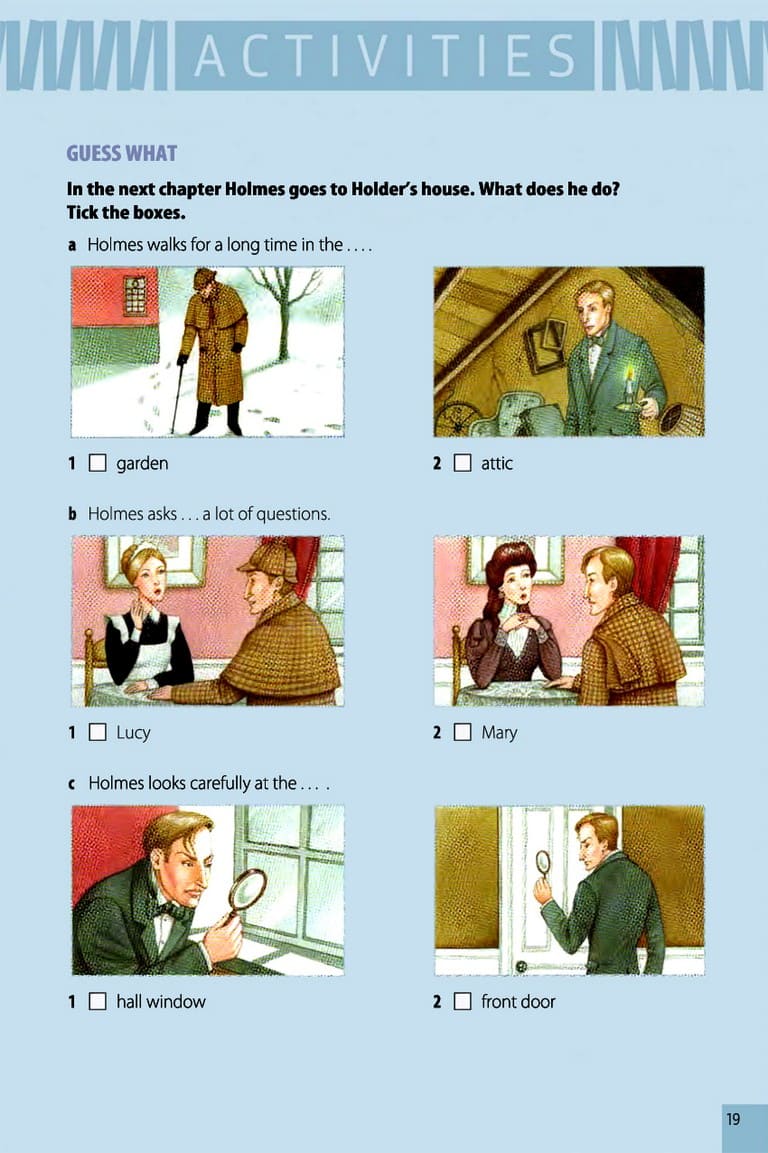 ACTIVITIES
GUESS WHAT
In the next chapter Holmes goes to Holder's house. What does he do?
Tick the boxes.
a Holmes walks for a long time in the . . . .
1 □ garden
2 □ attic
b Holmes asks . . . a lot of questions.
1 □ Lucy
2 □ Mary
c Holmes looks carefully at the . . . .
1 □ hall window
2 □ front door
19